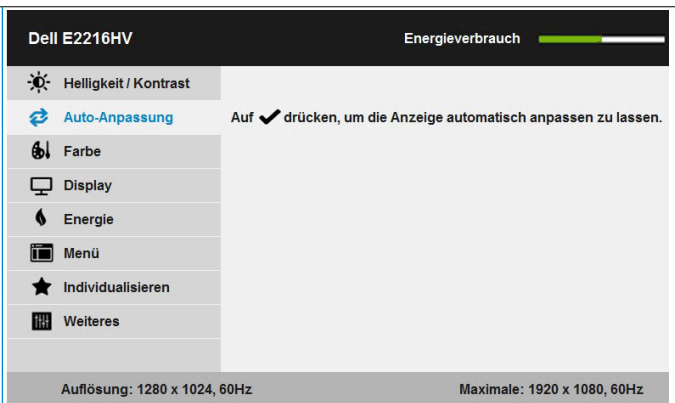 Dell E2216HV
Energieverbrauch
Helligkeit / Kontrast
Auto-Anpassung
Auf ✔ drücken, um die Anzeige automatisch anpassen zu lassen.
Farbe
Display
Energie
Menü
Individualisieren
Weiteres
Auflösung: 1280 x 1024, 60Hz
Maximale: 1920 x 1080, 60Hz